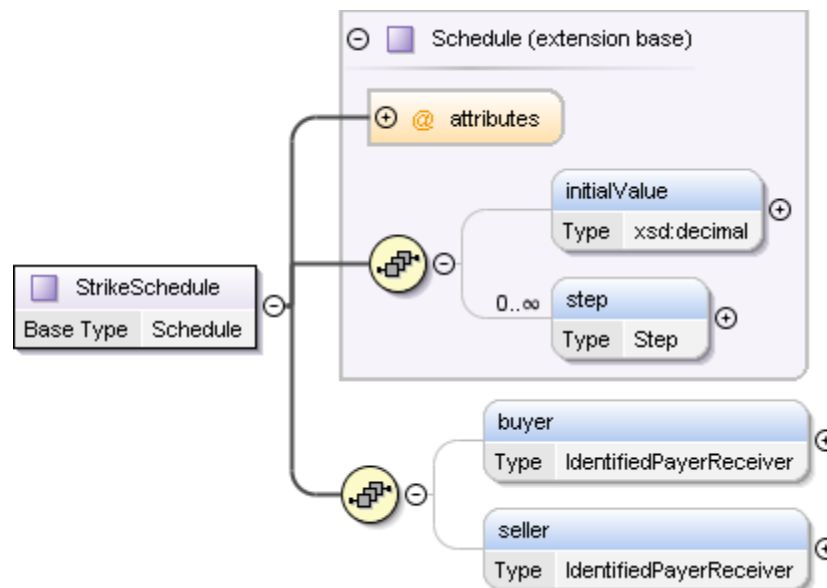 Schedule (extension base)
@ attributes
initialValue
Type xsd:decimal
StrikeSchedule
Base Type Schedule
0..∞
step
Type Step
buyer
Type IdentifiedPayerReceiver
seller
Type IdentifiedPayerReceiver